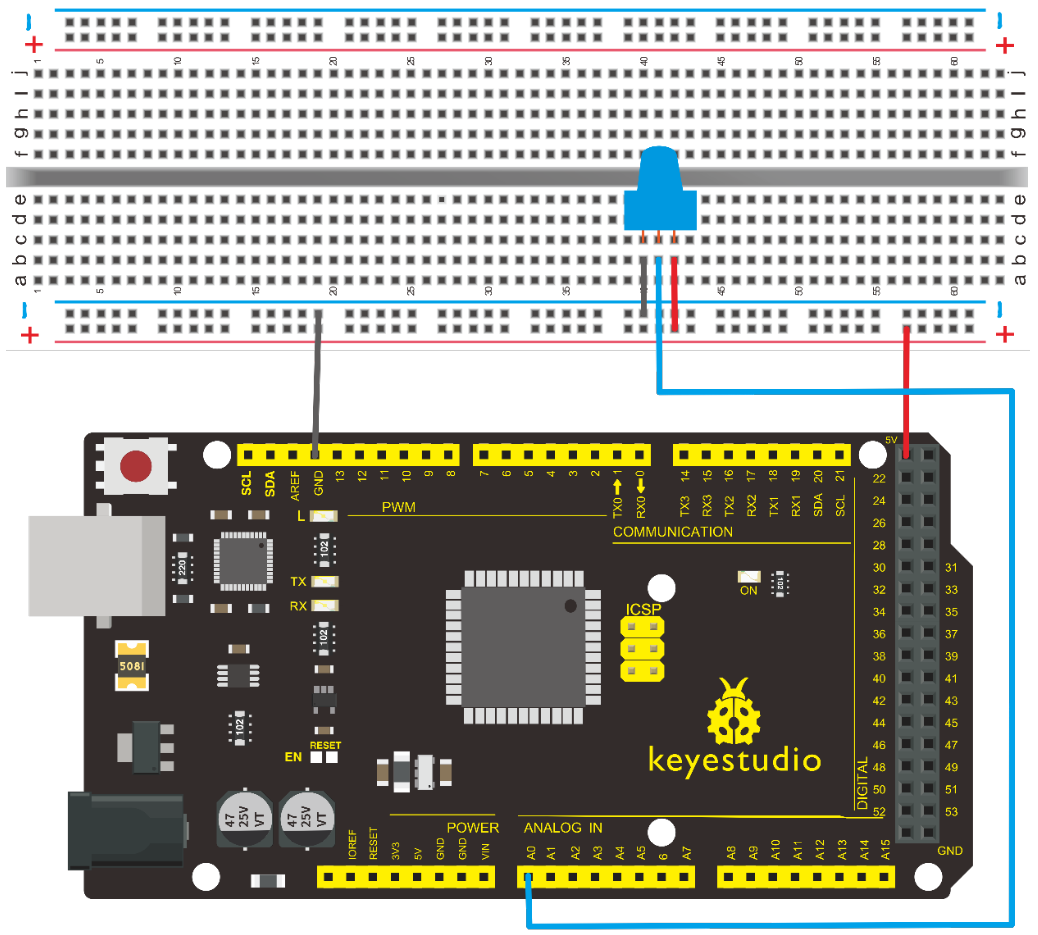 - -
+ +
1 5 10 15 20 25 30 35 40 45 50 55 60
j j
i i
h h
g g
f f
e e
d d
c c
b b
a a
1 5 10 15 20 25 30 35 45 50 55 60
- -
+ +
SCL SDA AREF GND 13 12 11 10 9 8
7 6 5 4 3 2 TX0 1 RX0 0
TX3 14 RX3 15 TX2 16 RX2 17 TX1 18 RX1 19 SDA 20 SCL 21
5V
PWM
COMMUNICATION
L
102
TX
RX
102
220
5081
102
RESET
EN
ICSP
ON
102
keyestudio
22
24
26
28
30 31
32 33
34 35
36 37
38 39
40 41
42 43
44 45
46 47
48 49
50 51
52 53
DIGITAL
GND
47
25V
VT
47
25V
VT
POWER
ANALOG IN
IOREF RESET 3V3 5V GND GND VIN
A0 A1 A2 A3 A4 A5 6 A7
A8 A9 A10 A11 A12 A13 A14 A15